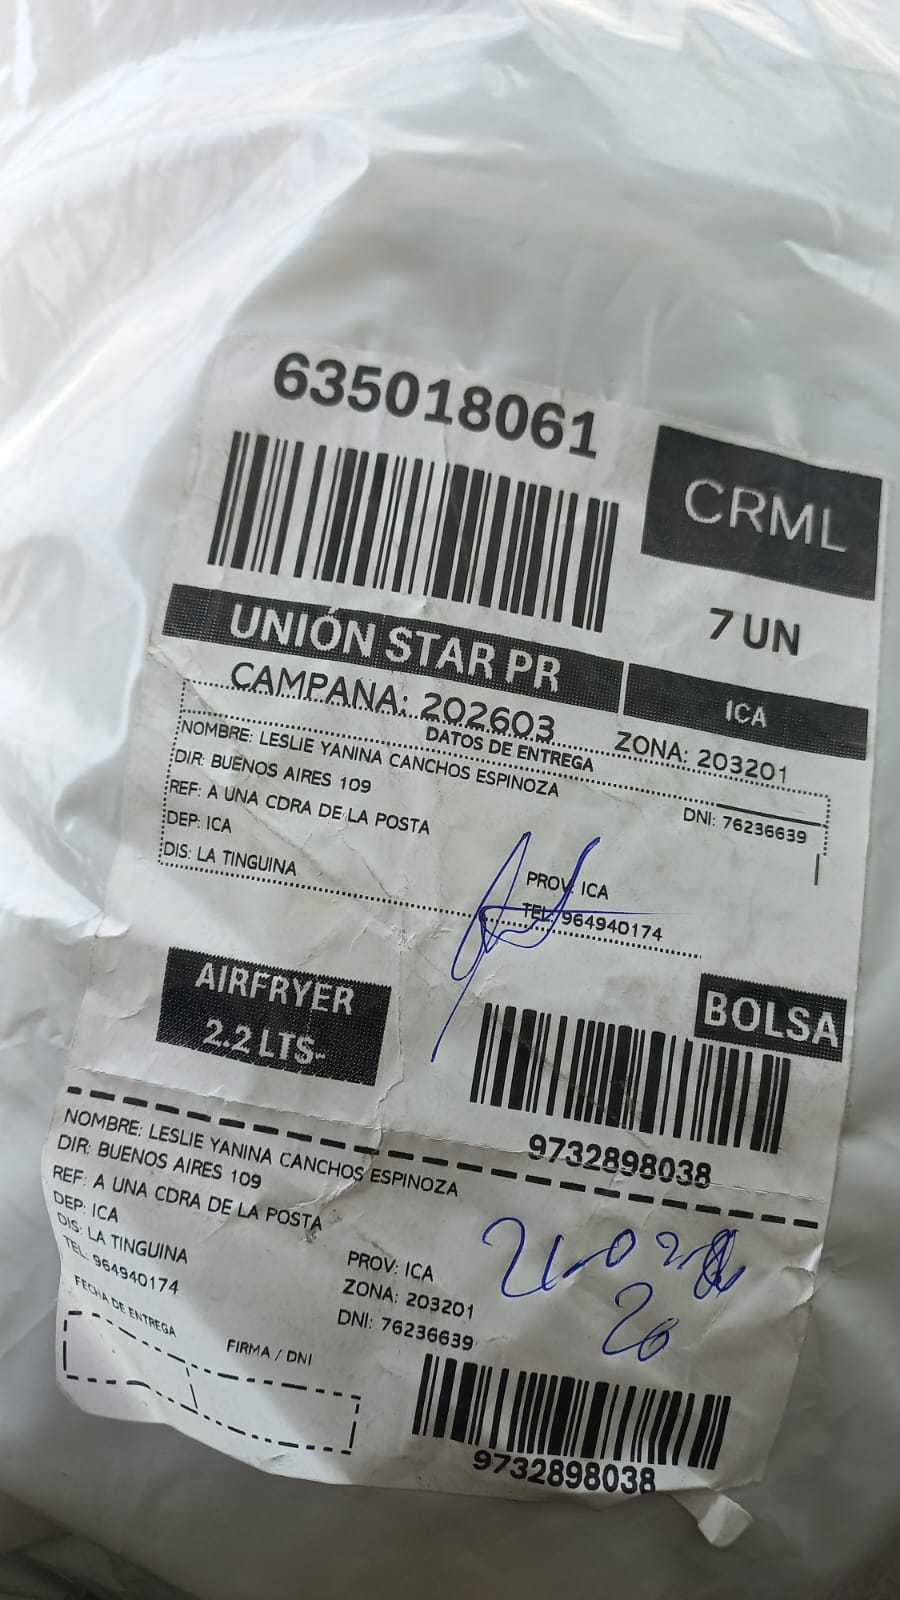 635018061
CRML
7 UN
UNIÓN STAR PR
ICA
CAMPANA: 202603
ZONA: 203201
DATOS DE ENTREGA
NOMBRE: LESLIE YANINA CANCHOS ESPINOZA
DIR: BUENOS AIRES 109
DNI: 76236639
REF: A UNA CDRA DE LA POSTA
DEP: ICA
PROV: ICA
DIS: LA TINGUINA
TEL: 964940174
AIRFRYER
2.2 LTS-
BOLSA
9732898038
NOMBRE: LESLIE YANINA CANCHOS ESPINOZA
DIR: BUENOS AIRES 109
REF: A UNA CDRA DE LA POSTA
DEP: ICA
PROV: ICA
DIS: LA TINGUINA
ZONA: 203201
TEL: 964940174
DNI: 76236639
FECHA DE ENTREGA
FIRMA / DNI
26
9732898038